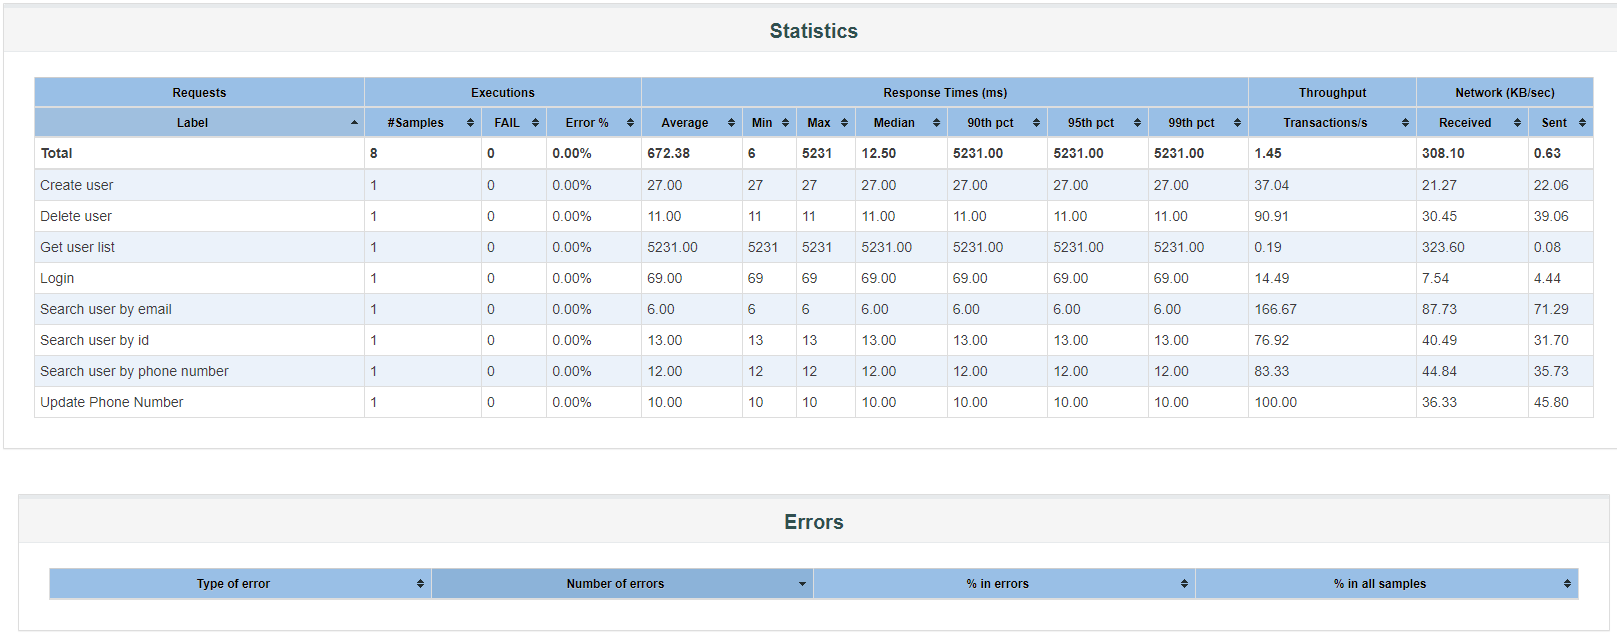 Statistics
Requests Executions Response Times (ms) Throughput Network (KB/sec)
Label #Samples FAIL Error % Average Min Max Median 90th pct 95th pct 99th pct Transactions/s Received Sent
Total 8 0 0.00% 672.38 6 5231 12.50 5231.00 5231.00 5231.00 1.45 308.10 0.63
Create user 1 0 0.00% 27.00 27 27 27.00 27.00 27.00 27.00 37.04 21.27 22.06
Delete user 1 0 0.00% 11.00 11 11 11.00 11.00 11.00 11.00 90.91 30.45 39.06
Get user list 1 0 0.00% 5231.00 5231 5231 5231.00 5231.00 5231.00 5231.00 0.19 323.60 0.08
Login 1 0 0.00% 69.00 69 69 69.00 69.00 69.00 69.00 14.49 7.54 4.44
Search user by email 1 0 0.00% 6.00 6 6 6.00 6.00 6.00 6.00 166.67 87.73 71.29
Search user by id 1 0 0.00% 13.00 13 13 13.00 13.00 13.00 13.00 76.92 40.49 31.70
Search user by phone number 1 0 0.00% 12.00 12 12 12.00 12.00 12.00 12.00 83.33 44.84 35.73
Update Phone Number 1 0 0.00% 10.00 10 10 10.00 10.00 10.00 10.00 100.00 36.33 45.80
Errors
Type of error Number of errors % in errors % in all samples